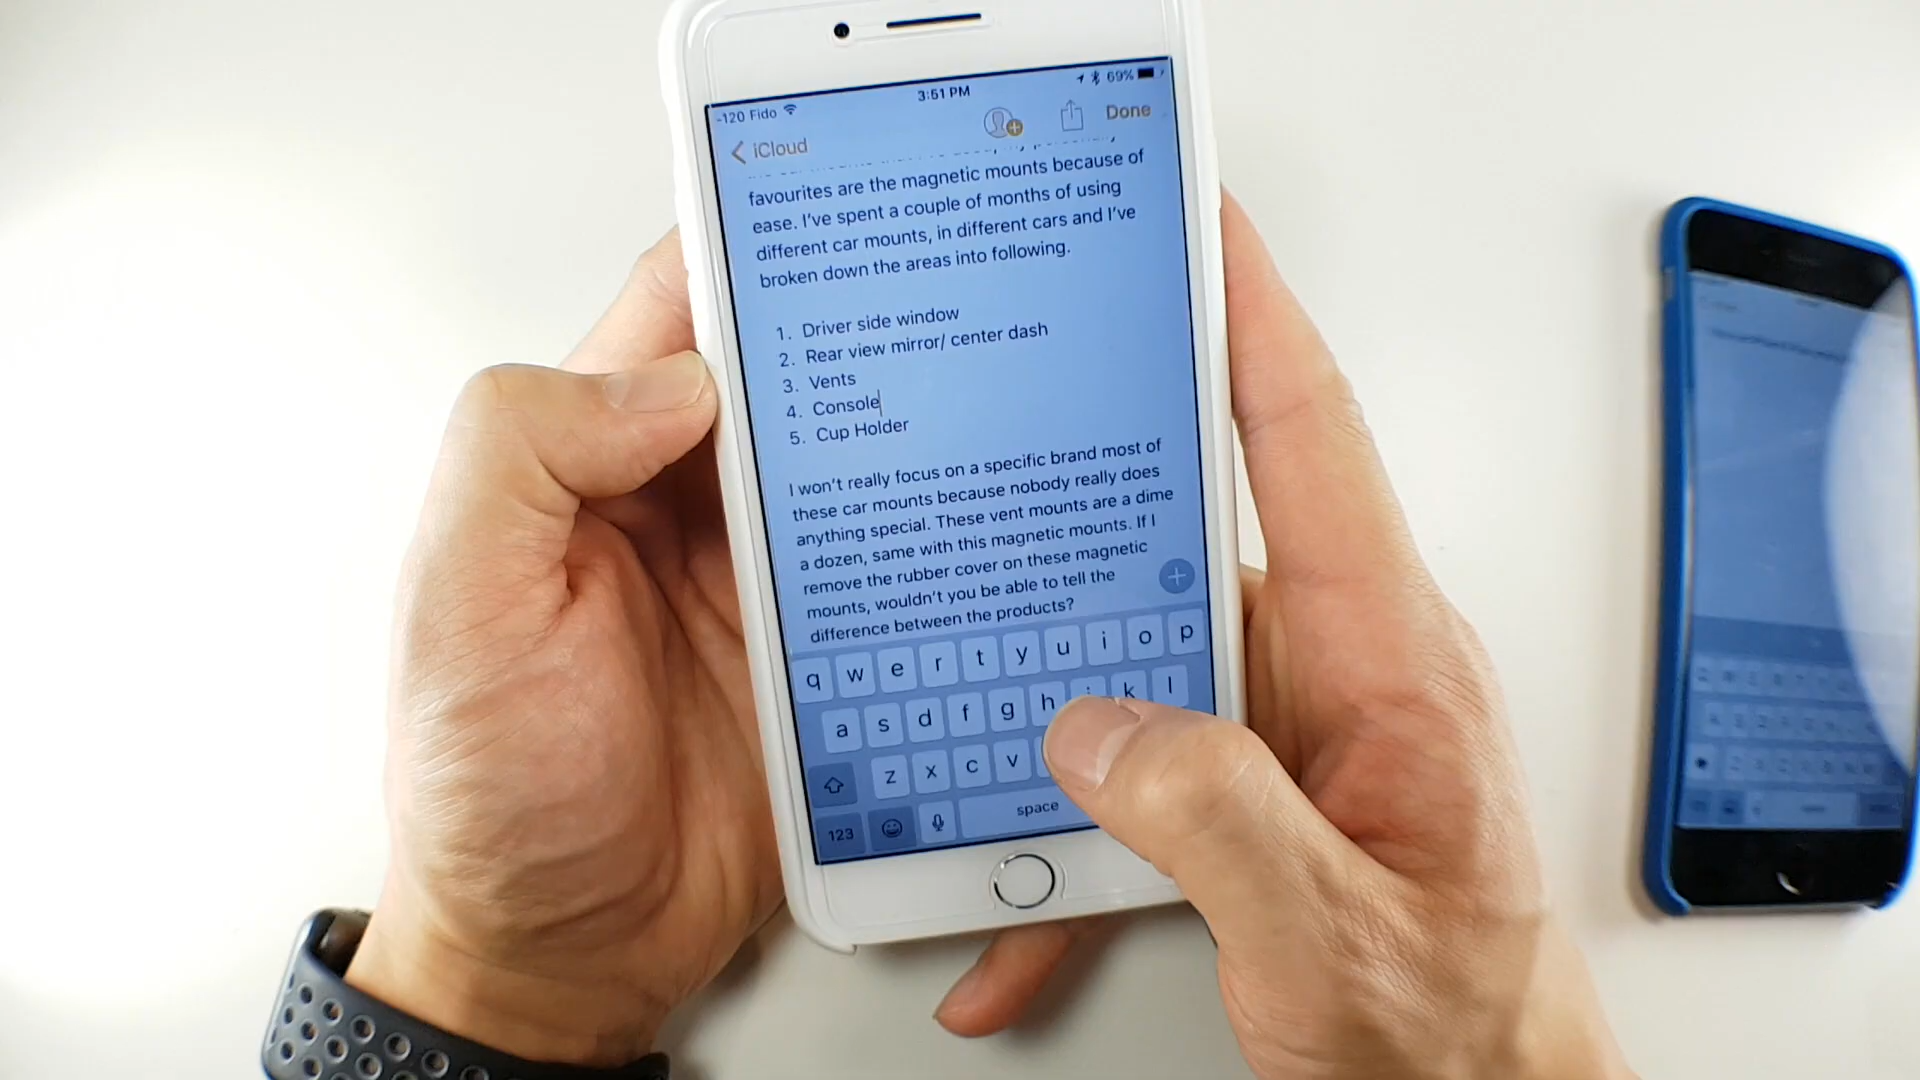 -120 Fido
3:51 PM
69%
iCloud
Done
favourites are the magnetic mounts because of
ease. I've spent a couple of months of using
different car mounts, in different cars and I've
broken down the areas into following.
1. Driver side window
2. Rear view mirror/ center dash
3. Vents
4. Console
5. Cup Holder
I won't really focus on a specific brand most of
these car mounts because nobody really does
anything special. These vent mounts are a dime
a dozen, same with this magnetic mounts. If I
remove the rubber cover on these magnetic
mounts, wouldn't you be able to tell the
difference between the products?
q w e r t y u i o p
a s d f g h j k l
z x c v
123
space